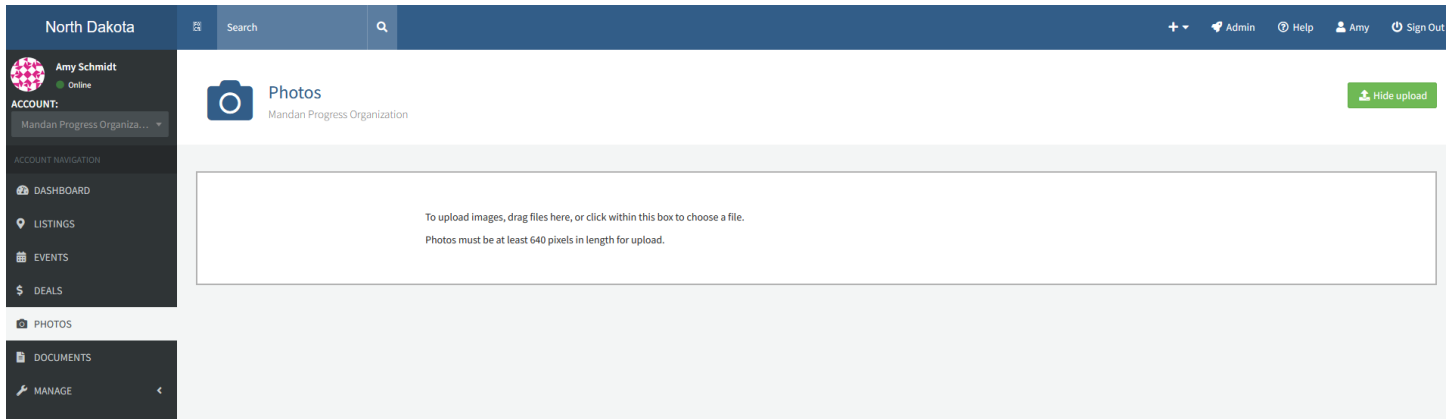 North Dakota
Search
Admin
Help
Amy
Sign Out
Amy Schmidt
Online
ACCOUNT:
Mandan Progress Organiza...
ACCOUNT NAVIGATION
DASHBOARD
LISTINGS
EVENTS
$ DEALS
PHOTOS
DOCUMENTS
MANAGE
Photos
Mandan Progress Organization
Hide upload
To upload images, drag files here, or click within this box to choose a file.
Photos must be at least 640 pixels in length for upload.